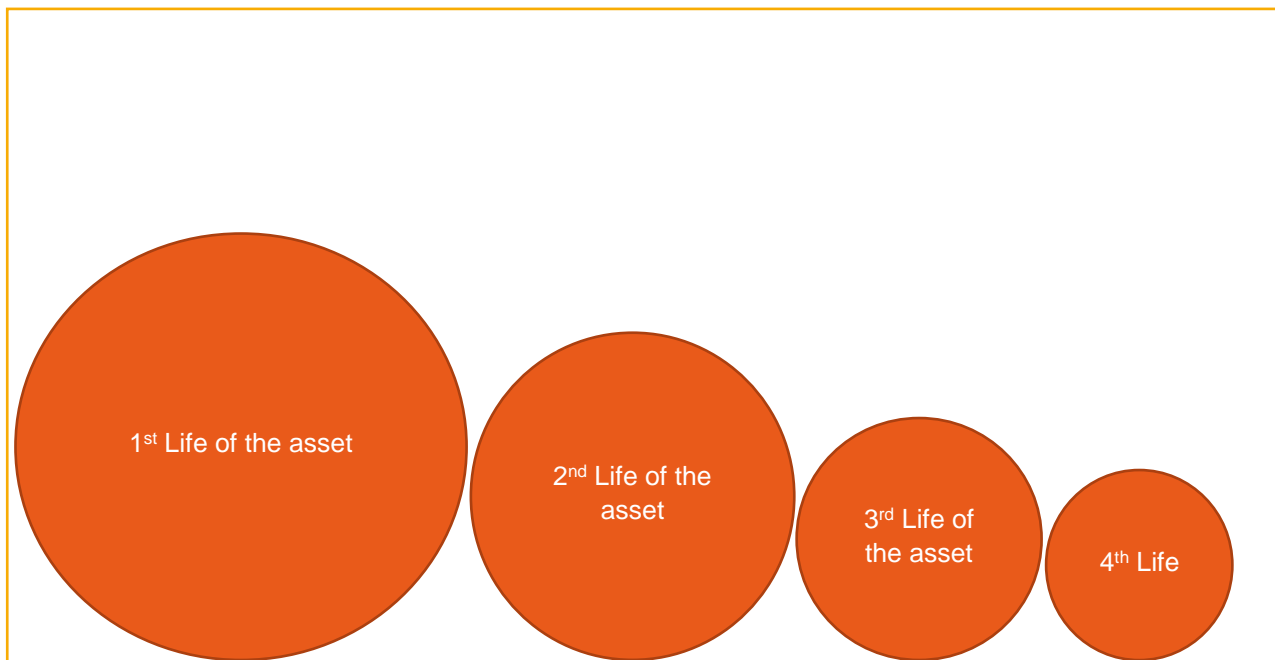 1st Life of the asset
2nd Life of the
asset
3rd Life of
the asset
4th Life